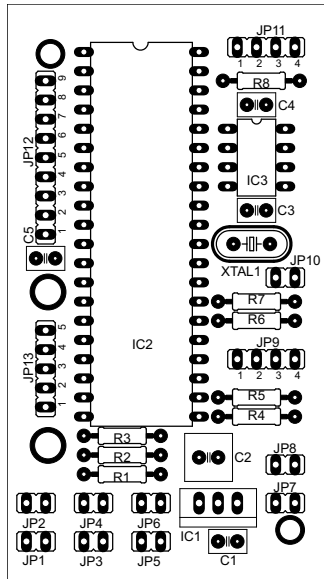 JP11
1 2 3 4
R8
C4
IC3
C3
XTAL1
JP10
R7
R6
JP9
1 2 3 4
R5
R4
JP12
9
8
7
6
5
4
3
2
1
C5
IC2
JP13
5
4
3
2
1
R3
R2
R1
C2
JP8
JP7
IC1
C1
JP2 JP4 JP6
JP1 JP3 JP5